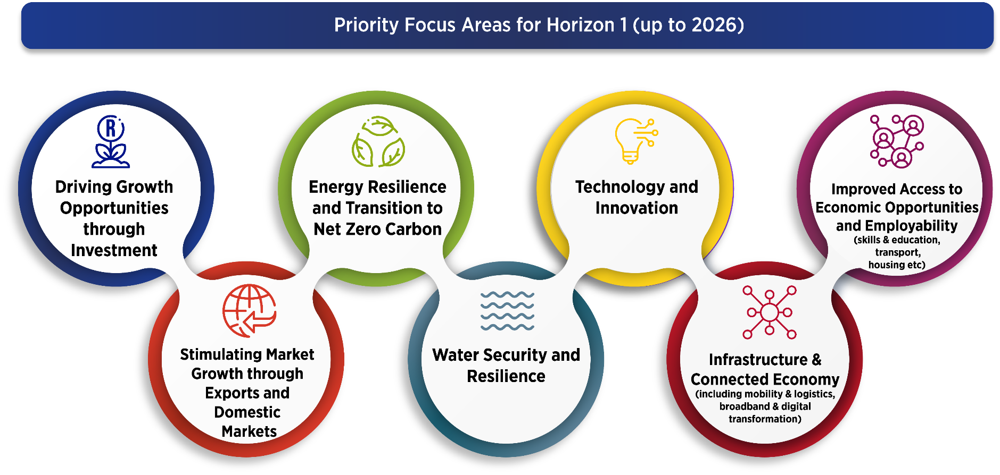 Priority Focus Areas for Horizon 1 (up to 2026)
R
Driving Growth
Opportunities
through
Investment
Stimulating Market
Growth through
Exports and
Domestic
Markets
Energy Resilience
and Transition to
Net Zero Carbon
Water Security and
Resilience
Technology and
Innovation
Infrastructure &
Connected Economy
(including mobility & logistics,
broadband & digital
transformation)
Improved Access to
Economic Opportunities
and Employability
(skills & education,
transport,
housing etc)